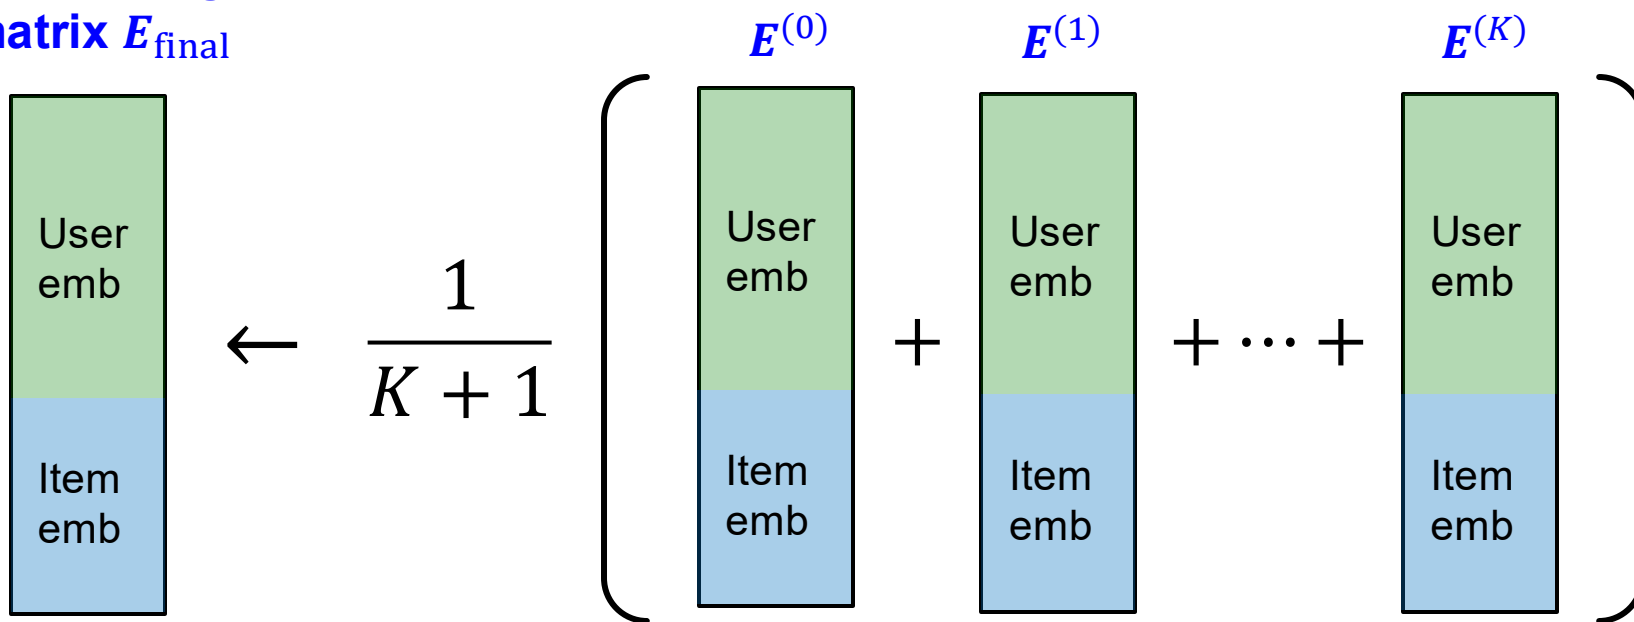 matrix E_final
E^(0)
E^(1)
E^(K)
User
emb
Item
emb
←
1
K + 1
(
User
emb
Item
emb
+
User
emb
Item
emb
+ ⋯ +
User
emb
Item
emb
)